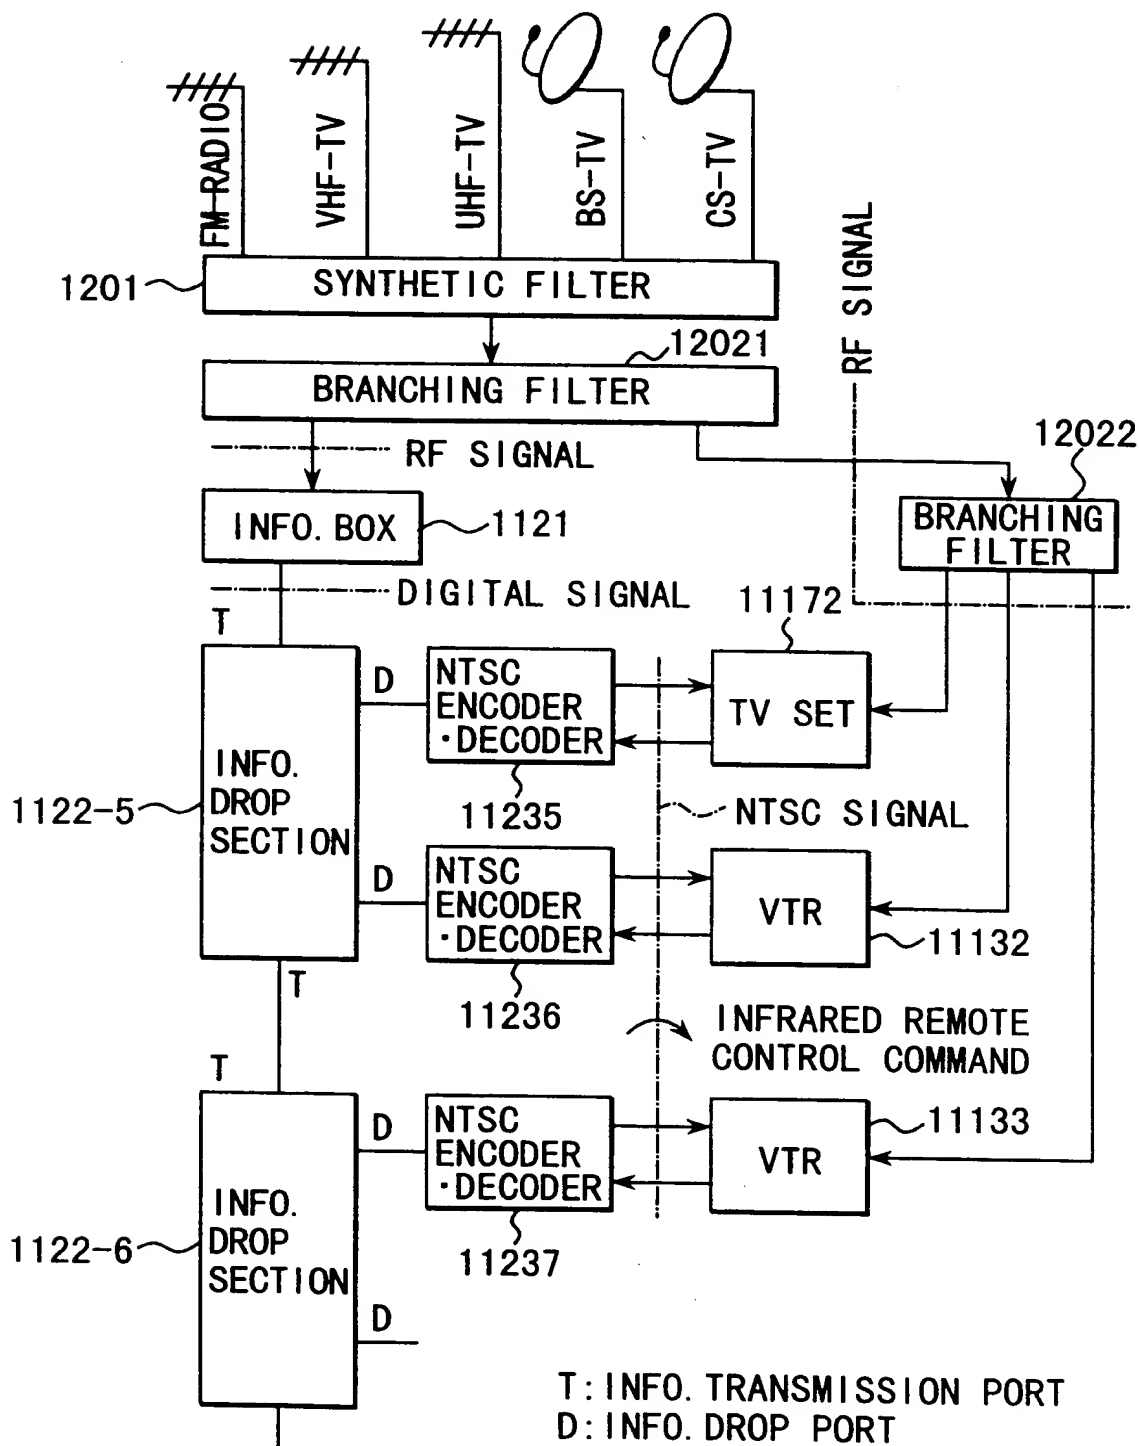 FM-RADIO
VHF-TV
UHF-TV
BS-TV
CS-TV
RF SIGNAL
1201
SYNTHETIC FILTER
12021
BRANCHING FILTER
RF SIGNAL
12022
BRANCHING
FILTER
INFO. BOX
1121
DIGITAL SIGNAL
T
11172
D
NTSC
ENCODER
·DECODER
TV SET
1122-5
INFO.
DROP
SECTION
11235
NTSC SIGNAL
D
NTSC
ENCODER
·DECODER
VTR
11132
T
11236
INFRARED REMOTE
CONTROL COMMAND
T
D
NTSC
ENCODER
·DECODER
VTR
11133
1122-6
INFO.
DROP
SECTION
11237
D
T: INFO. TRANSMISSION PORT
D: INFO. DROP PORT